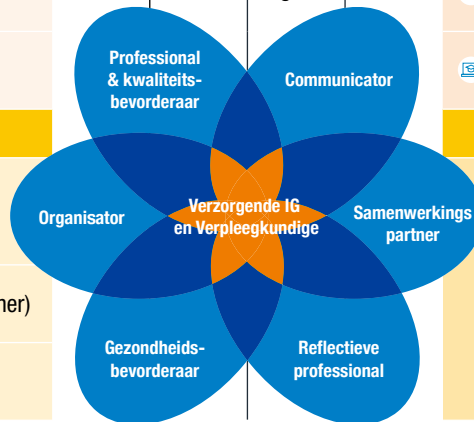 Professional
& kwaliteits-
bevorderaar
Communicator
Organisator
Verzorgende IG
en Verpleegkundige
Samenwerkings
partner
ner)
Gezondheids-
bevorderaar
Reflectieve
professional